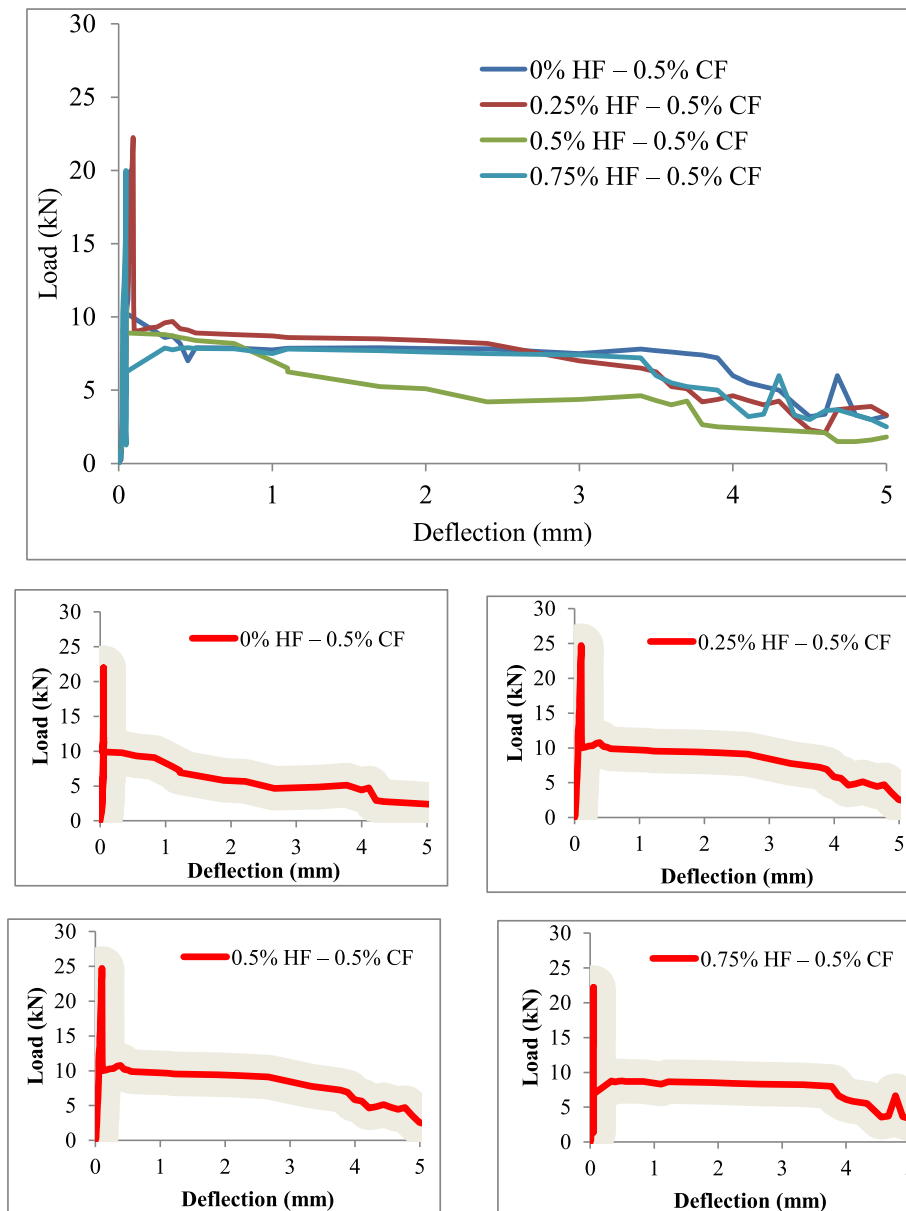 30
25
20
15
10
5
0
Load (kN)
0% HF – 0.5% CF
0.25% HF – 0.5% CF
0.5% HF – 0.5% CF
0.75% HF – 0.5% CF
0 1 2 3 4 5
Deflection (mm)
30
25
20
15
10
5
0
Load (kN)
0% HF – 0.5% CF
0 1 2 3 4 5
Deflection (mm)
30
25
20
15
10
5
0
Load (kN)
0.25% HF – 0.5% CF
0 1 2 3 4 5
Deflection (mm)
30
25
20
15
10
5
0
Load (kN)
0.5% HF – 0.5% CF
0 1 2 3 4 5
Deflection (mm)
30
25
20
15
10
5
0
Load (kN)
0.75% HF – 0.5% CF
0 1 2 3 4
Deflection (mm)